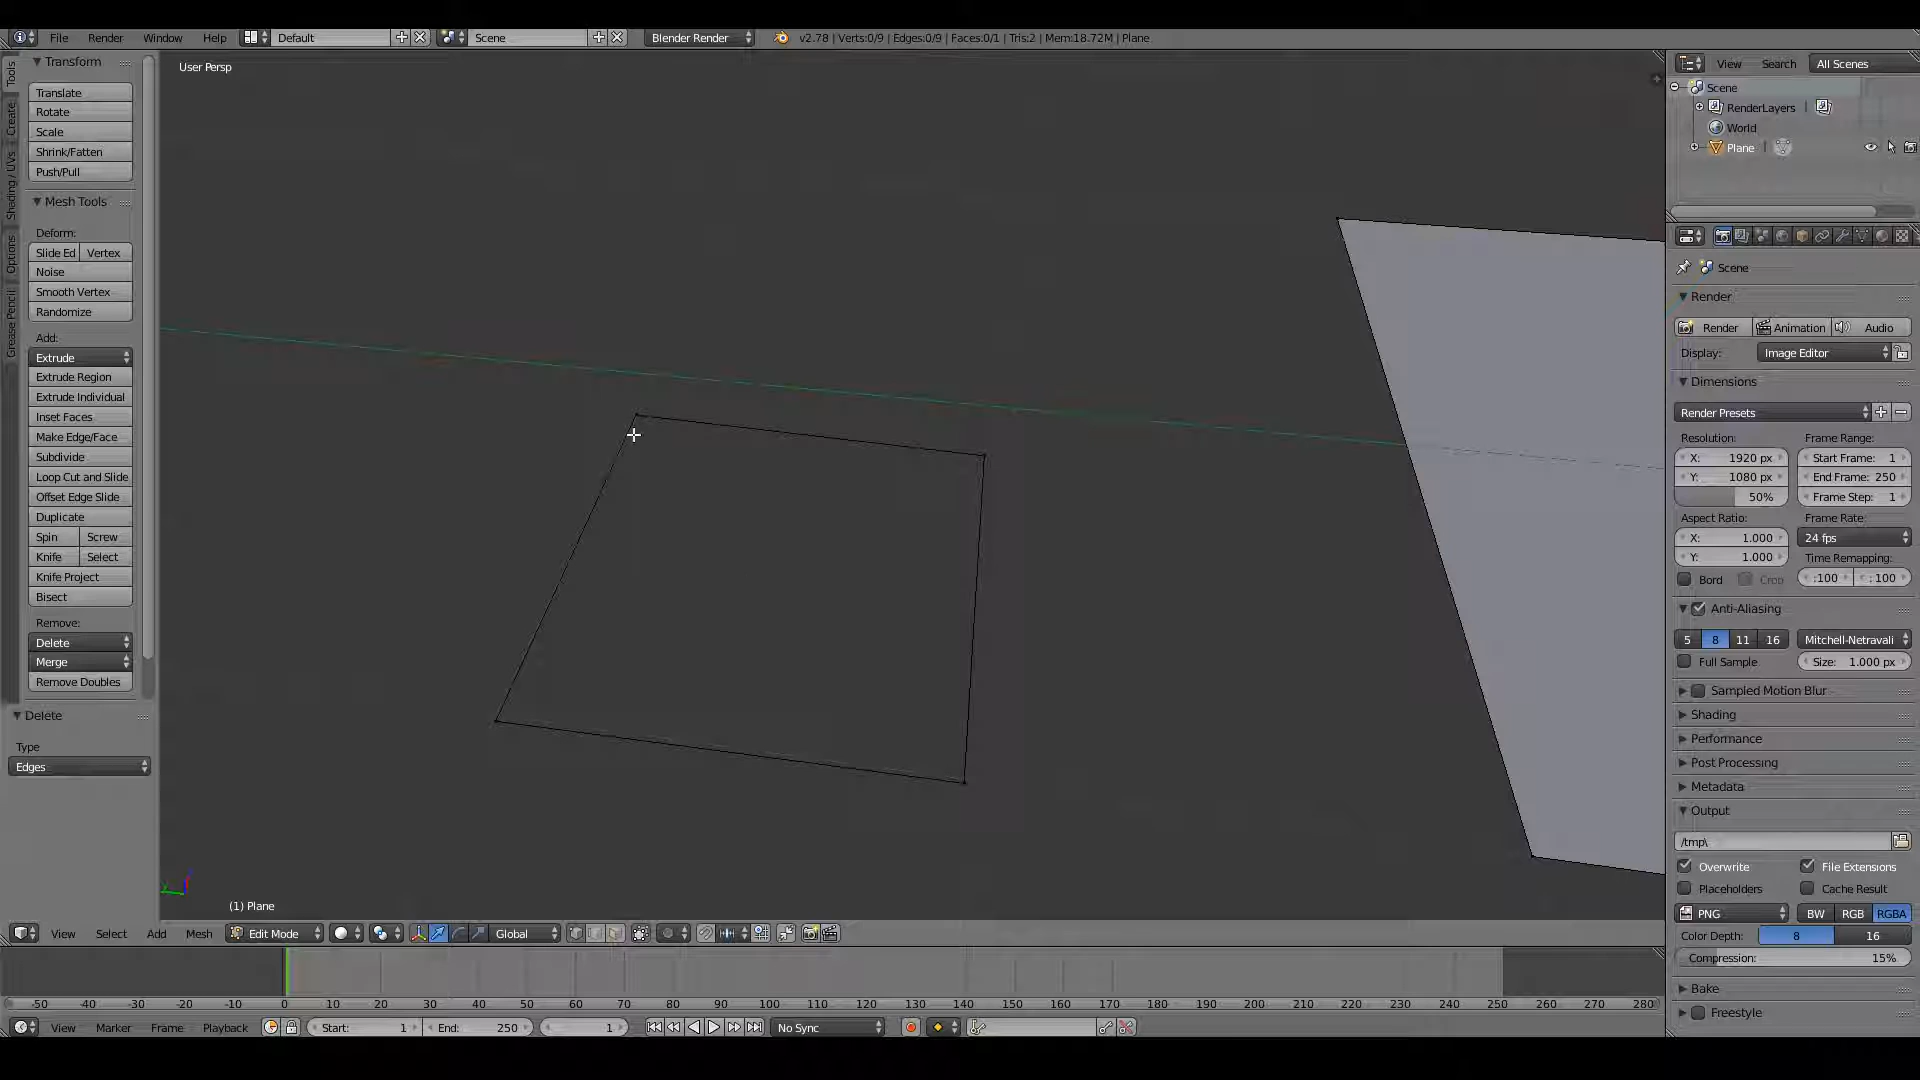 File Render Window Help Default Scene Blender Render v2.78 | Verts:0/9 | Edges:0/9 | Faces:0/1 | Tris:2 | Mem:18.72M | Plane
Tools
Create
Shading / UVs
Options
Grease Pencil
Transform
Translate
Rotate
Scale
Shrink/Fatten
Push/Pull
Mesh Tools
Deform:
Slide Ed Vertex
Noise
Smooth Vertex
Randomize
Add:
Extrude
Extrude Region
Extrude Individual
Inset Faces
Make Edge/Face
Subdivide
Loop Cut and Slide
Offset Edge Slide
Duplicate
Spin Screw
Knife Select
Knife Project
Bisect
Remove:
Delete
Merge
Remove Doubles
Delete
Type
Edges
User Persp
(1) Plane
View Select Add Mesh Edit Mode Global
-50 -40 -30 -20 -10 0 10 20 30 40 50 60 70 80 90 100 110 120 130 140 150 160 170 180 190 200 210 220 230 240 250 260 270 280
View Marker Frame Playback Start: 1 End: 250 1 No Sync
View Search All Scenes
Scene
RenderLayers
World
Plane
Scene
Render
Render Animation Audio
Display: Image Editor
Dimensions
Render Presets
Resolution: Frame Range:
X: 1920 px Start Frame: 1
Y: 1080 px End Frame: 250
50% Frame Step: 1
Aspect Ratio: Frame Rate:
X: 1.000 24 fps
Y: 1.000 Time Remapping:
Bord Crop :100 :100
Anti-Aliasing
5 8 11 16 Mitchell-Netravali
Full Sample Size: 1.000 px
Sampled Motion Blur
Shading
Performance
Post Processing
Metadata
Output
/tmp\
Overwrite File Extensions
Placeholders Cache Result
PNG BW RGB RGBA
Color Depth: 8 16
Compression: 15%
Bake
Freestyle